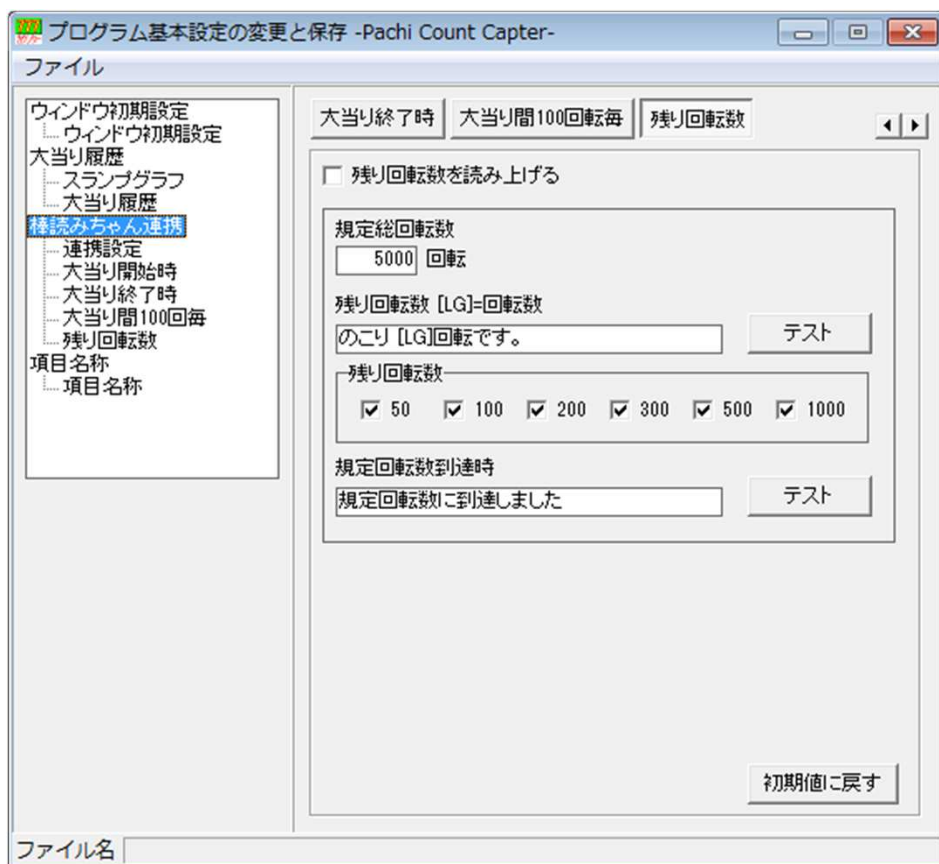 プログラム基本設定の変更と保存 -Pachi Count Capter-
ファイル
ウィンドウ初期設定
ウィンドウ初期設定
大当り履歴
スランプグラフ
大当り履歴
棒読みちゃん連携
連携設定
大当り開始時
大当り終了時
大当り間100回毎
残り回転数
項目名称
項目名称
大当り終了時 大当り間100回転毎 残り回転数
残り回転数を読み上げる
規定総回転数
5000 回転
残り回転数 [LG]=回転数
のこり [LG]回転です。 テスト
残り回転数
50 100 200 300 500 1000
規定回転数到達時
規定回転数に到達しました テスト
初期値に戻す
ファイル名